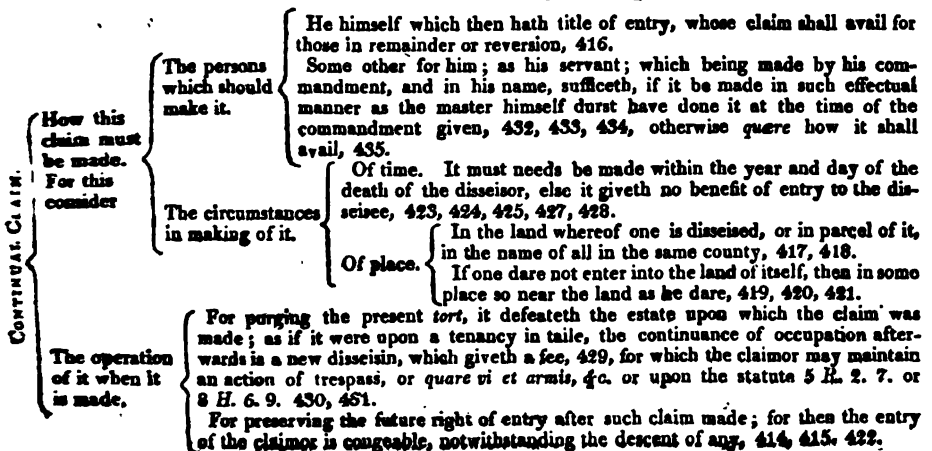 CONTINUAL CLAIM.
How this
claim must
be made.
For this
consider
The persons
which should
make it.
He himself which then hath title of entry, whose claim shall avail for
those in remainder or reversion, 416.
Some other for him; as his servant; which being made by his com-
mandment, and in his name, sufficeth, if it be made in such effectual
manner as the master himself durst have done it at the time of the
commandment given, 432, 433, 434, otherwise quære how it shall
avail, 435.
The circumstances
in making of it.
Of time. It must needs be made within the year and day of the
death of the disseisor, else it giveth no benefit of entry to the dis-
seisee, 423, 424, 425, 427, 428.
Of place.
In the land whereof one is disseised, or in parcel of it,
in the name of all in the same county, 417, 418.
If one dare not enter into the land of itself, then in some
place so near the land as he dare, 419, 420, 421.
The operation
of it when it
is made,
For purging the present tort, it defeateth the estate upon which the claim was
made; as if it were upon a tenancy in taile, the continuance of occupation after-
wards is a new disseisin, which giveth a fee, 429, for which the claimor may maintain
an action of trespass, or quare vi et armis, &c. or upon the statute 5 R. 2. 7. or
8 H. 6. 9. 430, 451.
For preserving the future right of entry after such claim made; for then the entry
of the claimor is congeable, notwithstanding the descent of any, 414, 415. 422.